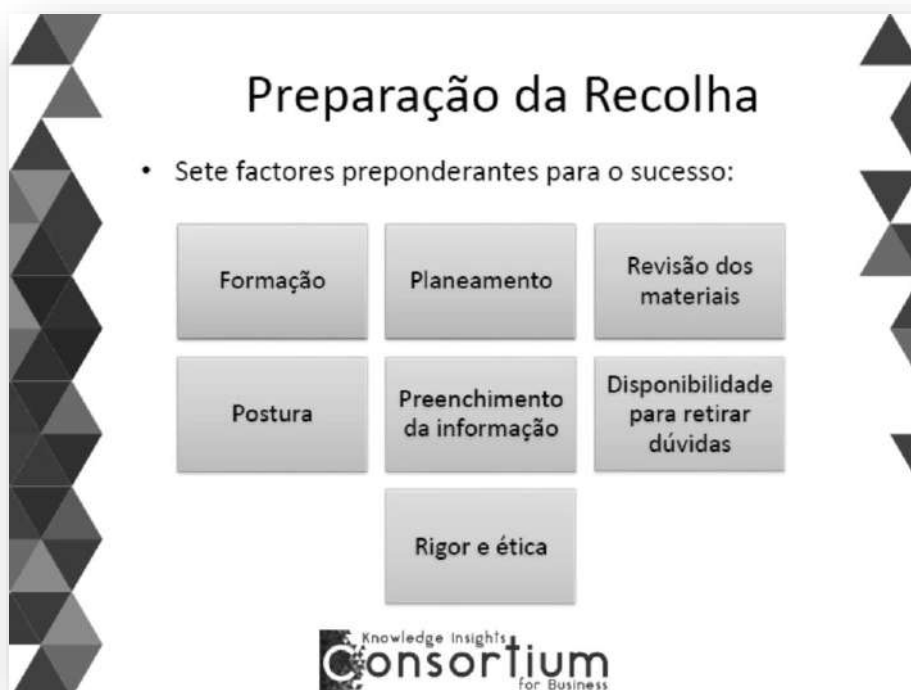 Preparação da Recolha
• Sete factores preponderantes para o sucesso:
Formação
Planeamento
Revisão dos
materiais
Postura
Preenchimento
da informação
Disponibilidade
para retirar
dúvidas
Rigor e ética
Knowledge Insights
Consortium
for Business